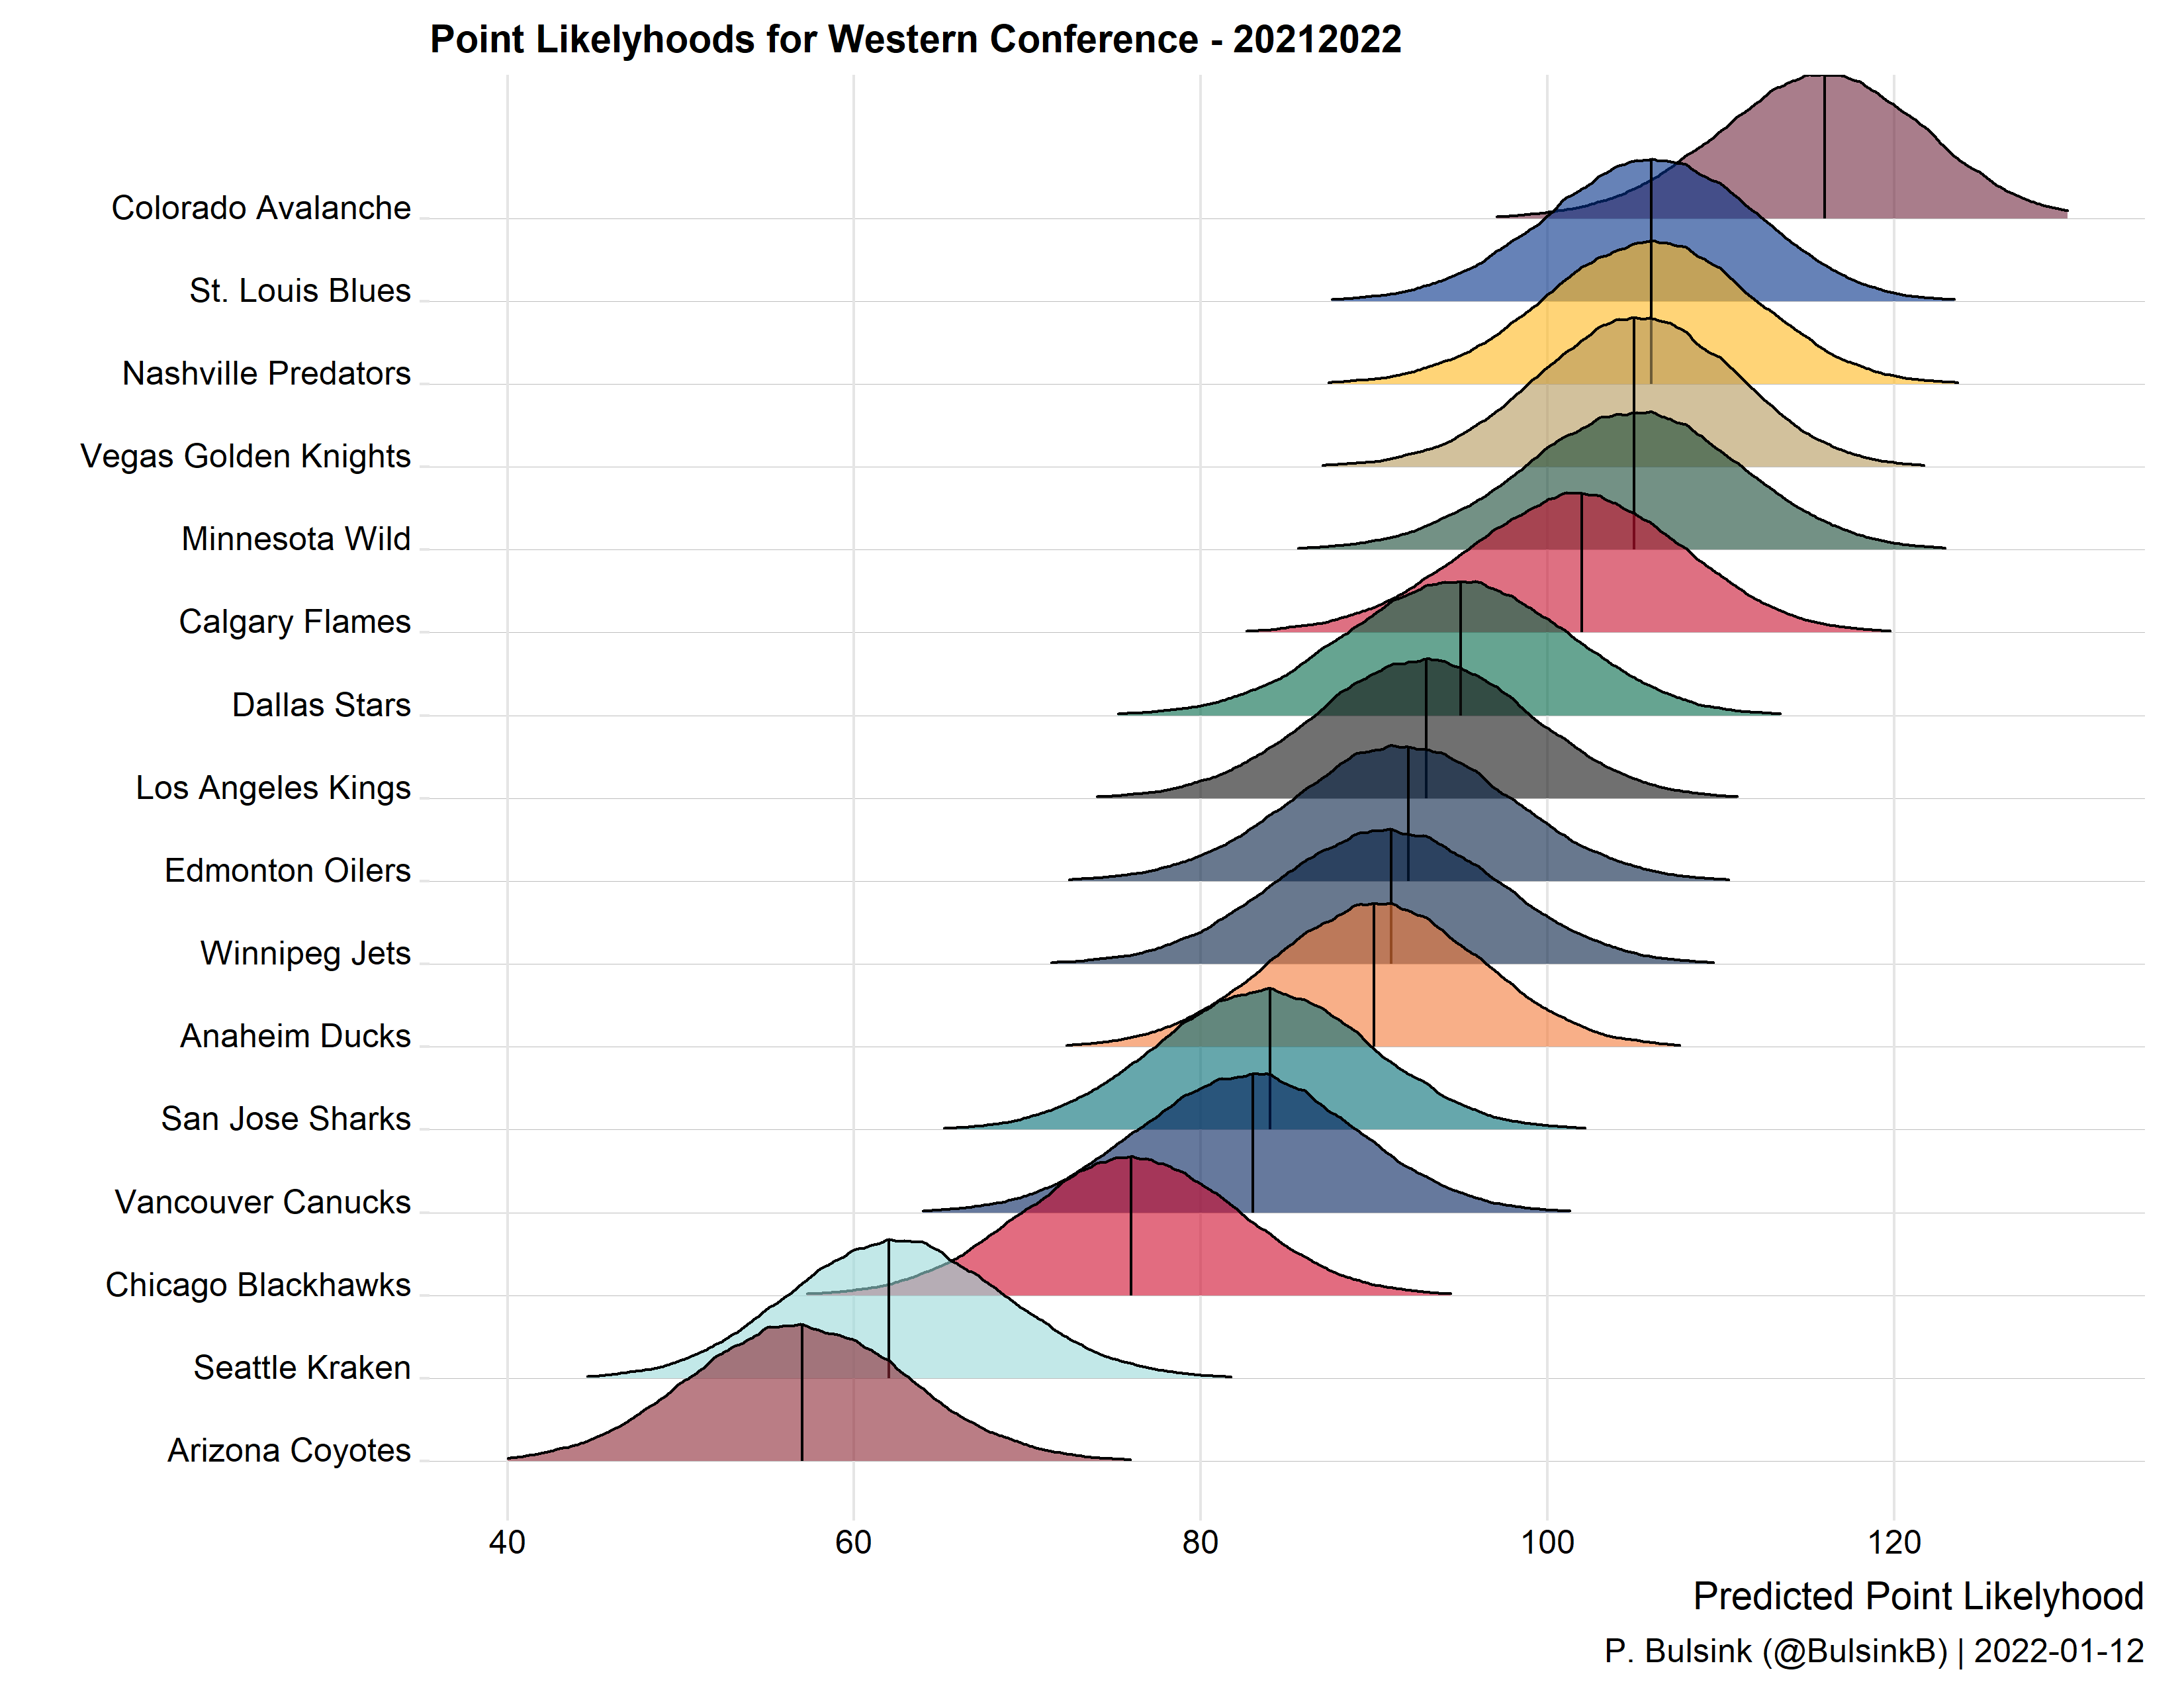 Point Likelyhoods for Western Conference - 20212022
Colorado Avalanche
St. Louis Blues
Nashville Predators
Vegas Golden Knights
Minnesota Wild
Calgary Flames
Dallas Stars
Los Angeles Kings
Edmonton Oilers
Winnipeg Jets
Anaheim Ducks
San Jose Sharks
Vancouver Canucks
Chicago Blackhawks
Seattle Kraken
Arizona Coyotes
40 60 80 100 120
Predicted Point Likelyhood
P. Bulsink (@BulsinkB) | 2022-01-12